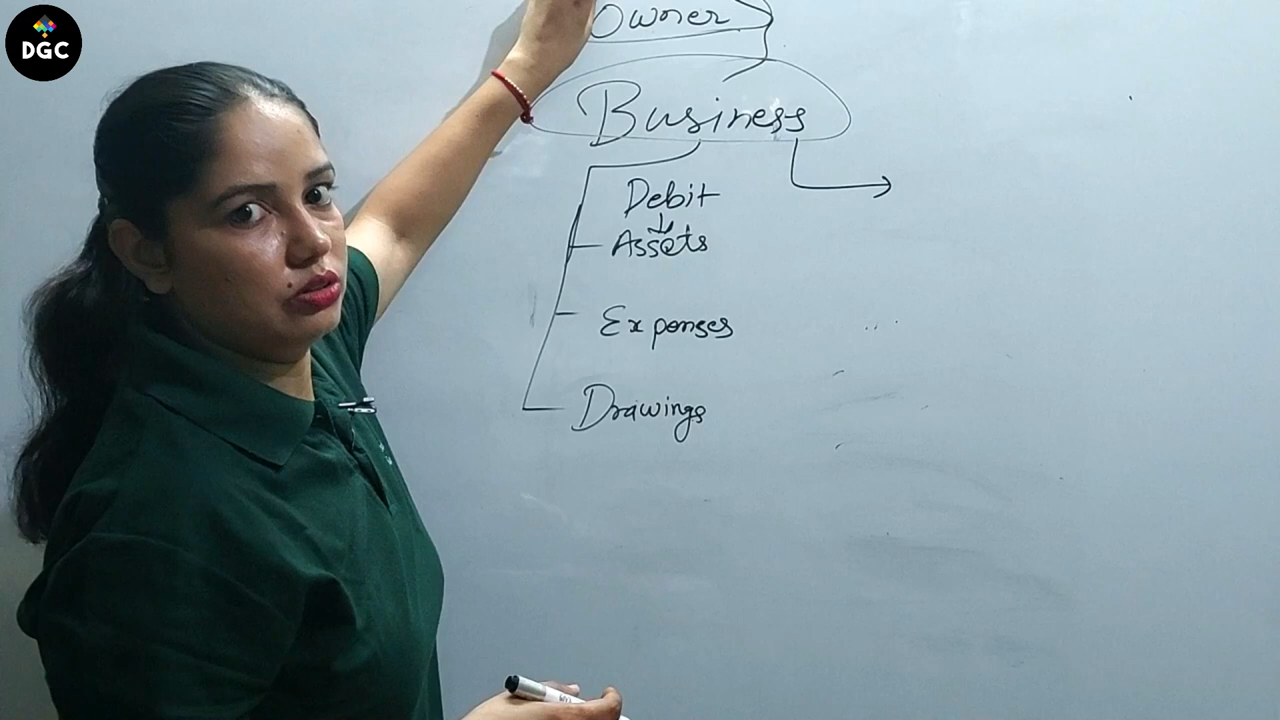 DGC
Owner
Business
Debit
Assets
Expenses
Drawings